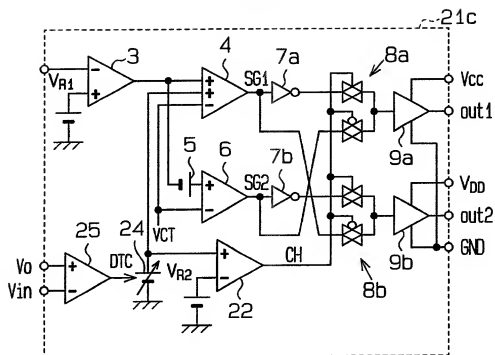 21c
3
4
7a
8a
VR1
SG1
Vcc
out1
9a
5
6
7b
SG2
VDD
out2
9b
GND
VCT
25
24
DTC
VR2
CH
Vo
Vin
22
8b